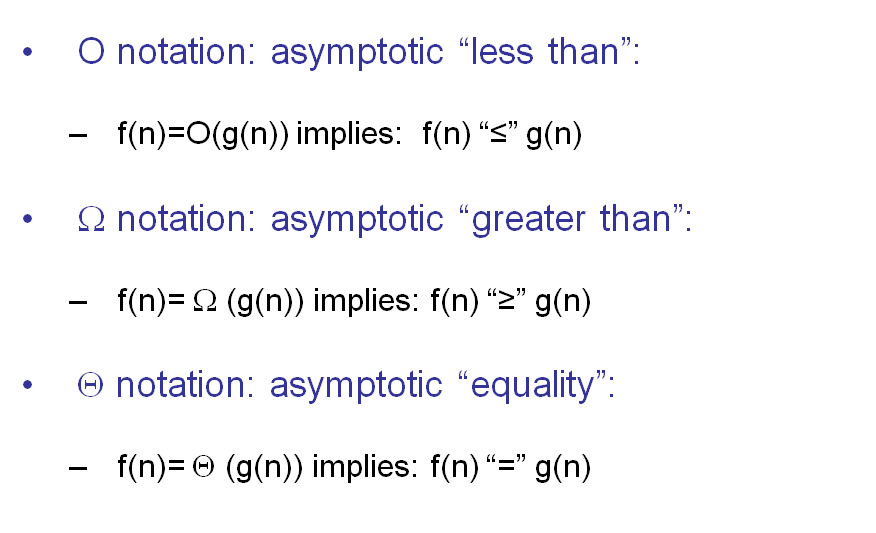 • O notation: asymptotic “less than”:
– f(n)=O(g(n)) implies: f(n) “≤” g(n)
• Ω notation: asymptotic “greater than”:
– f(n)= Ω (g(n)) implies: f(n) “≥” g(n)
• Θ notation: asymptotic “equality”:
– f(n)= Θ (g(n)) implies: f(n) “=” g(n)